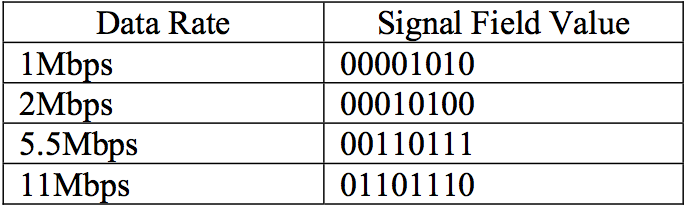 Data Rate Signal Field Value
1Mbps 00001010
2Mbps 00010100
5.5Mbps 00110111
11Mbps 01101110